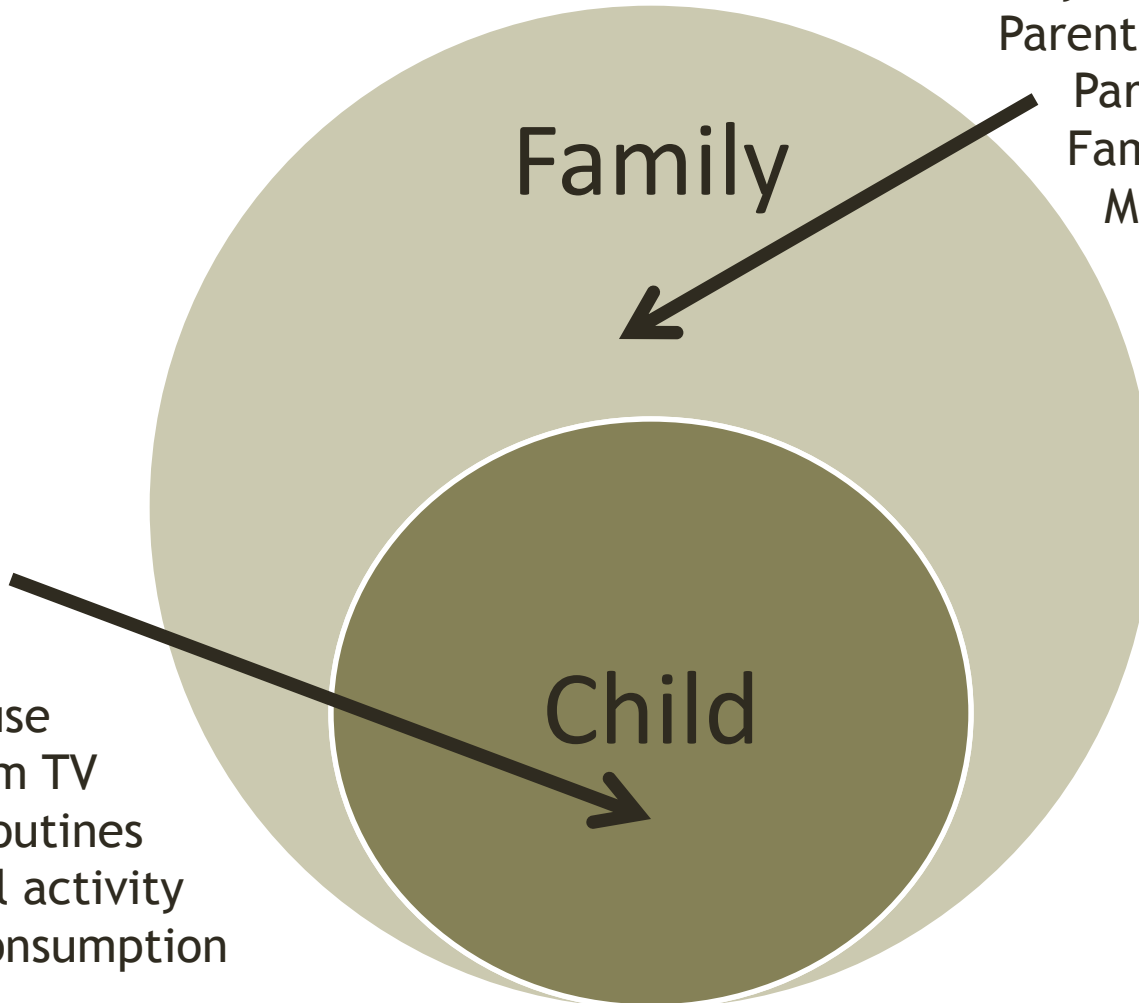 Parent
Par
Fam
M
Family
Child
use
m TV
outines
l activity
onsumption